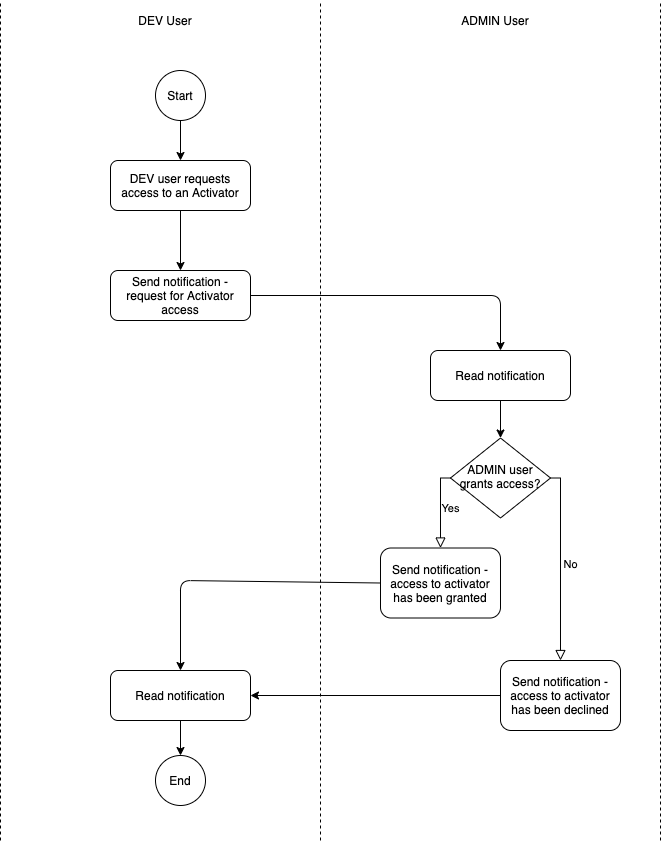 DEV User
ADMIN User
Start
DEV user requests
access to an Activator
Send notification -
request for Activator
access
Read notification
ADMIN user
grants access?
Yes
No
Send notification -
access to activator
has been granted
Send notification -
access to activator
has been declined
Read notification
End